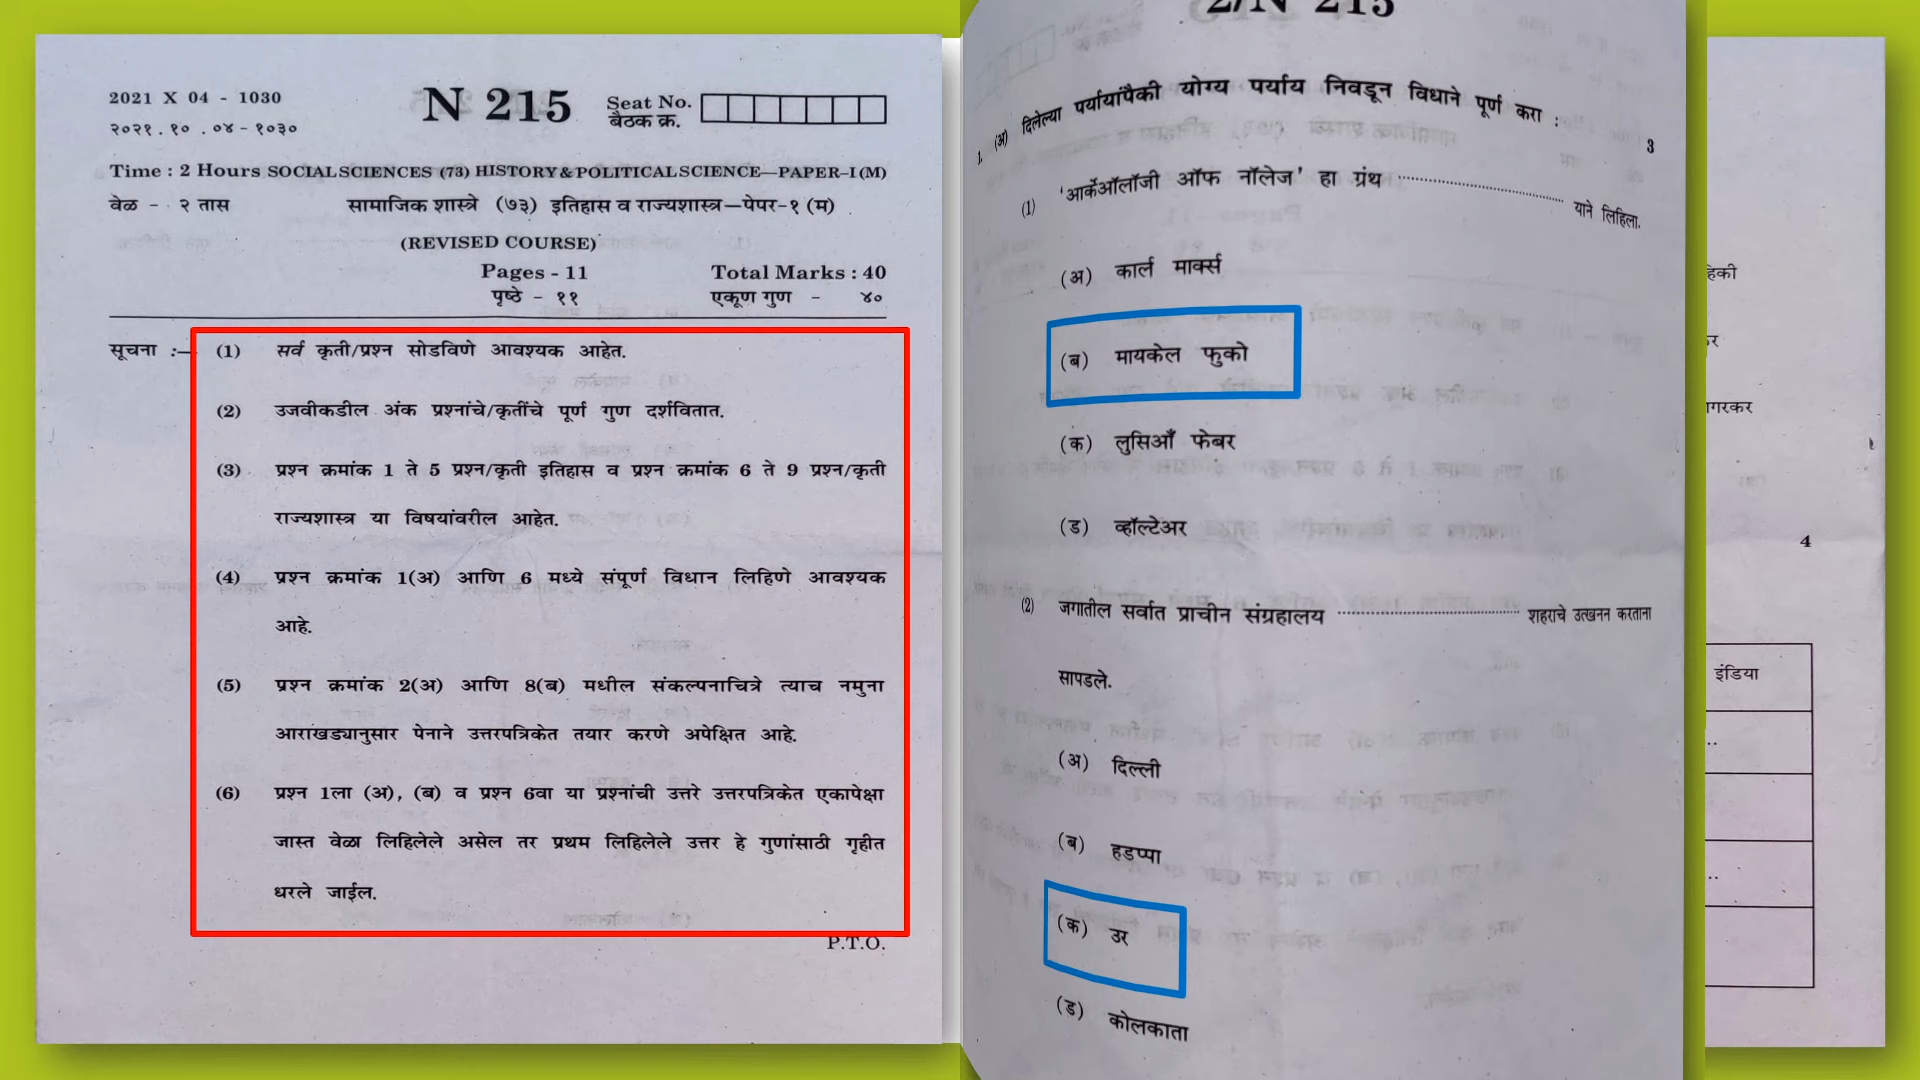 2021 X 04 - 1030
२०२१ . १० . ०४ - १०३०
N 215
Seat No.
बैठक क्र.
Time : 2 Hours SOCIAL SCIENCES (73) HISTORY & POLITICAL SCIENCE—PAPER-I (M)
वेळ - २ तास सामाजिक शास्त्रे (७३) इतिहास व राज्यशास्त्र—पेपर-१ (म)
(REVISED COURSE)
Pages - 11 Total Marks : 40
पृष्ठे - ११ एकूण गुण - ४०
सूचना :— (1) सर्व कृती/प्रश्न सोडविणे आवश्यक आहेत.
(2) उजवीकडील अंक प्रश्नांचे/कृतींचे पूर्ण गुण दर्शवितात.
(3) प्रश्न क्रमांक 1 ते 5 प्रश्न/कृती इतिहास व प्रश्न क्रमांक 6 ते 9 प्रश्न/कृती
राज्यशास्त्र या विषयांवरील आहेत.
(4) प्रश्न क्रमांक 1(अ) आणि 6 मध्ये संपूर्ण विधान लिहिणे आवश्यक
आहे.
(5) प्रश्न क्रमांक 2(अ) आणि 8(ब) मधील संकल्पनाचित्रे त्याच नमुना
आराखड्यानुसार पेनाने उत्तरपत्रिकेत तयार करणे अपेक्षित आहे.
(6) प्रश्न 1ला (अ), (ब) व प्रश्न 6वा या प्रश्नांची उत्तरे उत्तरपत्रिकेत एकापेक्षा
जास्त वेळा लिहिलेले असेल तर प्रथम लिहिलेले उत्तर हे गुणांसाठी गृहीत
धरले जाईल.
P.T.O.
2/N 215
1. (अ) दिलेल्या पर्यायांपैकी योग्य पर्याय निवडून विधाने पूर्ण करा : 3
(1) 'आर्केऑलॉजी ऑफ नॉलेज' हा ग्रंथ .............................. याने लिहिला.
(अ) कार्ल मार्क्स
(ब) मायकेल फुको
(क) लुसिआँ फेबर
(ड) व्हॉल्टेअर
(2) जगातील सर्वात प्राचीन संग्रहालय .............................. शहराचे उत्खनन करताना
सापडले.
(अ) दिल्ली
(ब) हडप्पा
(क) उर
(ड) कोलकाता
4
इंडिया